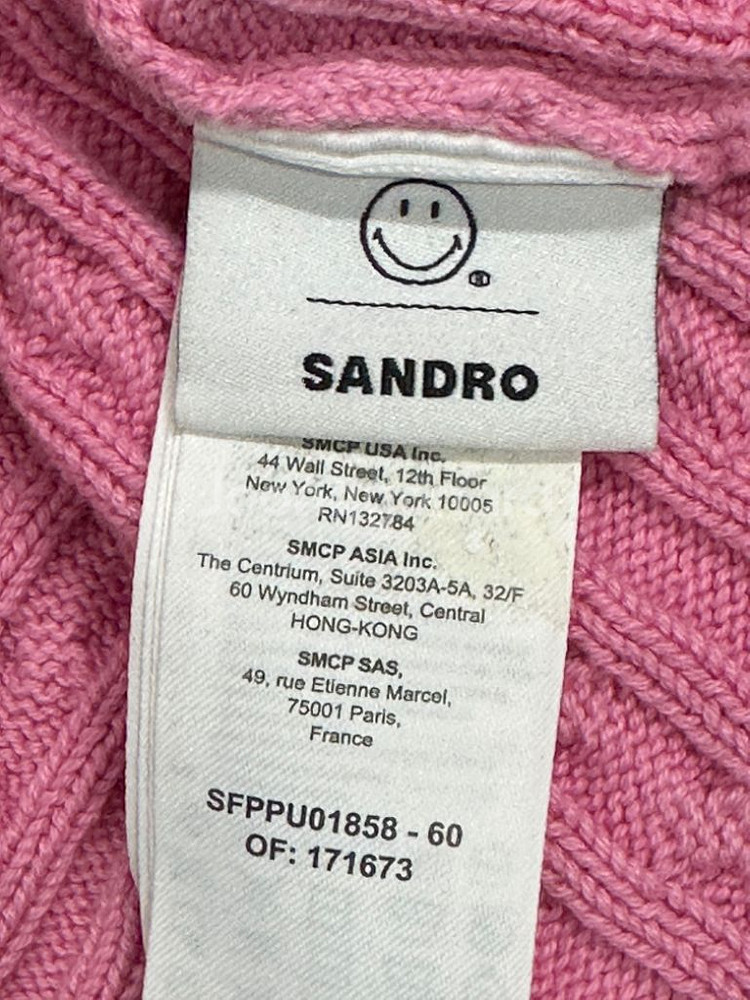 ®
SANDRO
SMCP USA Inc.
44 Wall Street, 12th Floor
New York, New York 10005
RN132784
SMCP ASIA Inc.
The Centrium, Suite 3203A-5A, 32/F
60 Wyndham Street, Central
HONG-KONG
SMCP SAS,
49, rue Etienne Marcel,
75001 Paris,
France
SFPPU01858 - 60
OF: 171673